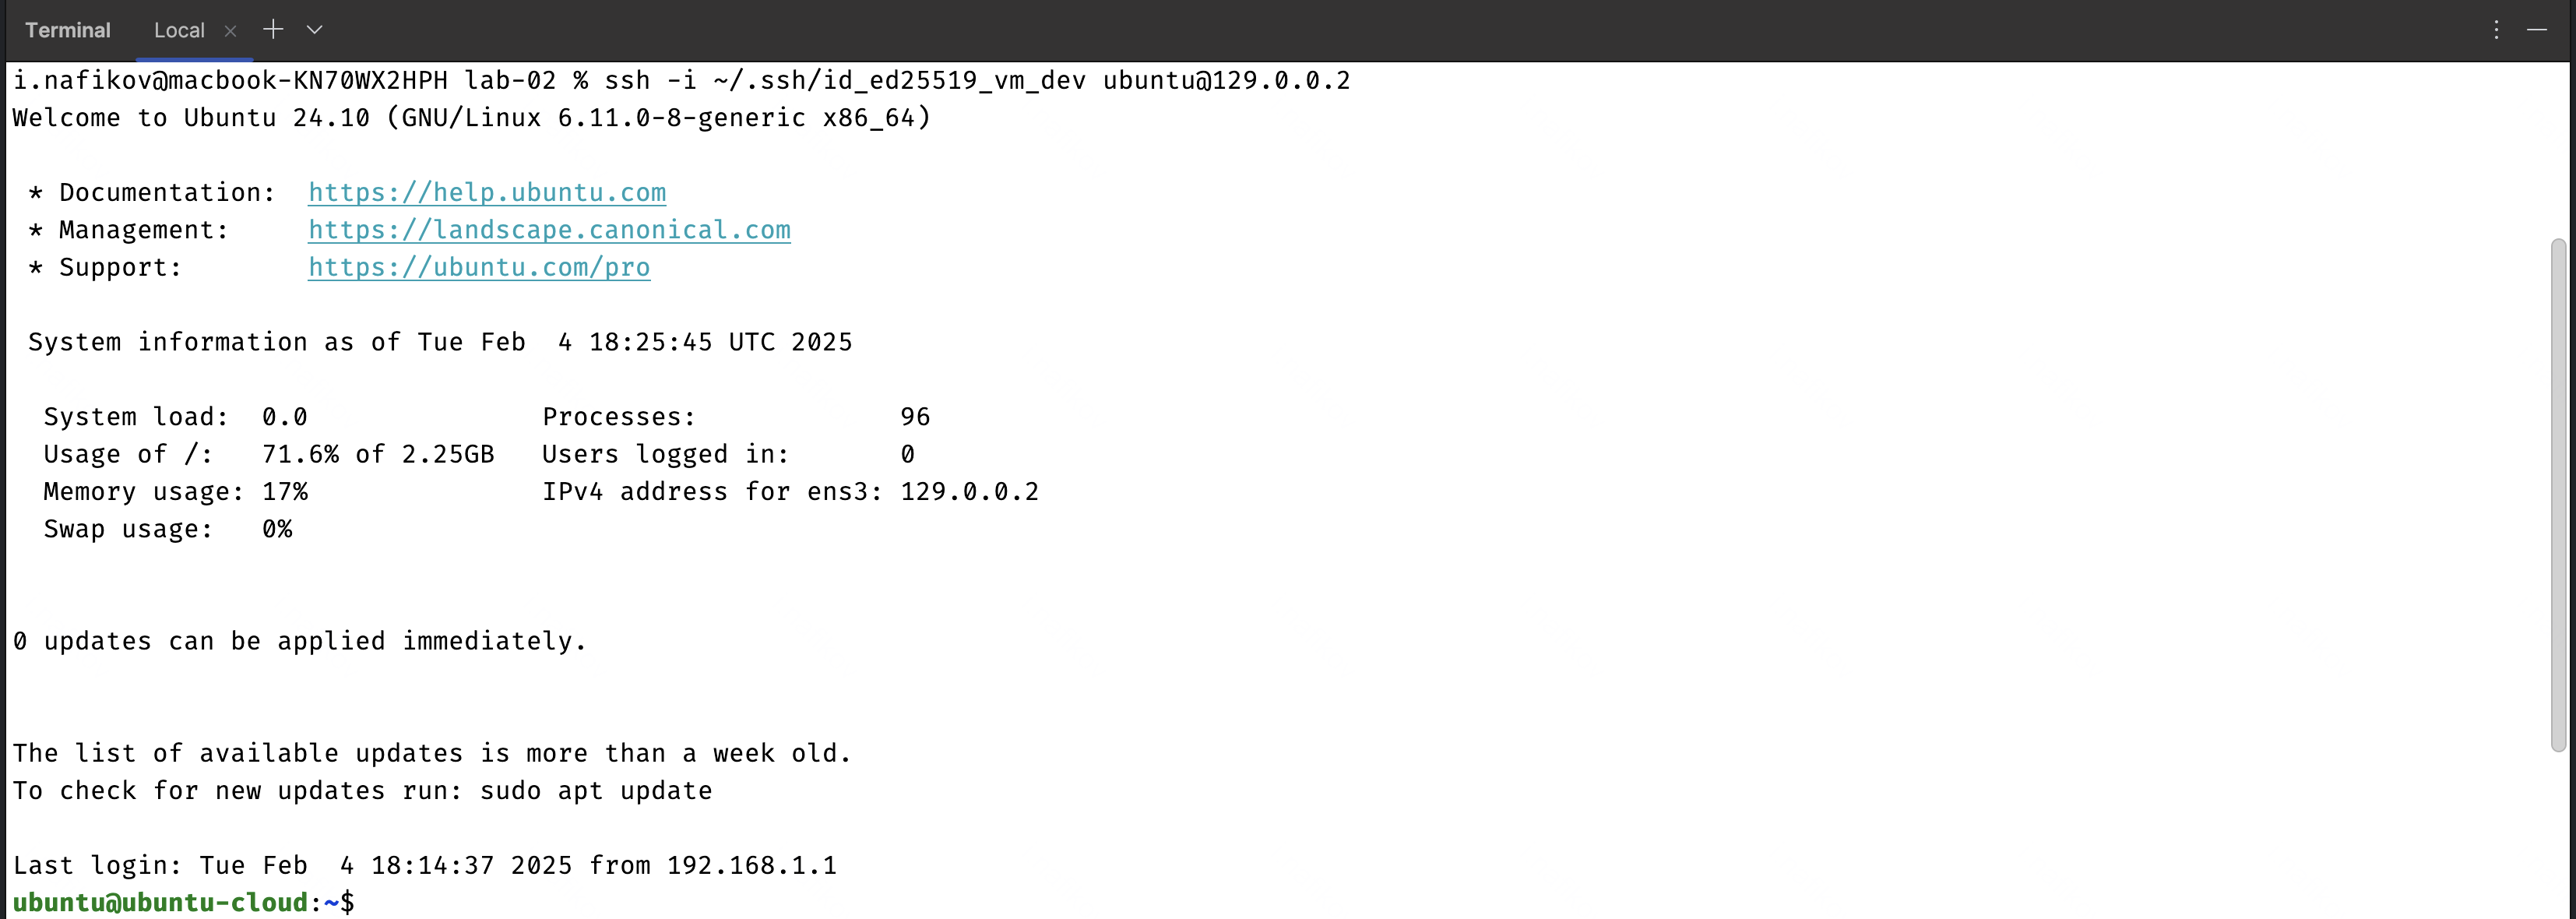 Terminal Local
i.nafikov@macbook-KN70WX2HPH lab-02 % ssh -i ~/.ssh/id_ed25519_vm_dev ubuntu@129.0.0.2
Welcome to Ubuntu 24.10 (GNU/Linux 6.11.0-8-generic x86_64)
* Documentation:  https://help.ubuntu.com
* Management:     https://landscape.canonical.com
* Support:        https://ubuntu.com/pro
System information as of Tue Feb  4 18:25:45 UTC 2025
System load:  0.0               Processes:             96
Usage of /:   71.6% of 2.25GB   Users logged in:       0
Memory usage: 17%               IPv4 address for ens3: 129.0.0.2
Swap usage:   0%
0 updates can be applied immediately.
The list of available updates is more than a week old.
To check for new updates run: sudo apt update
Last login: Tue Feb  4 18:14:37 2025 from 192.168.1.1
ubuntu@ubuntu-cloud:~$